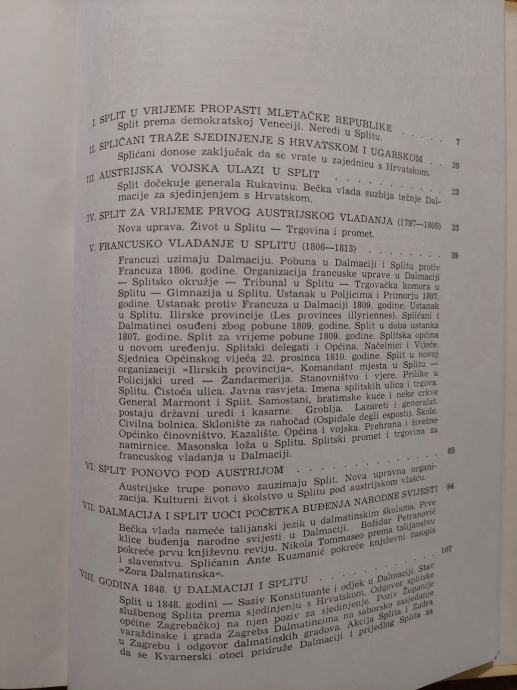 I. SPLIT U VRIJEME PROPASTI MLETAČKE REPUBLIKE . . . . . 7
Split prema demokratskoj Veneciji. Neredi u Splitu.
II. SPLIĆANI TRAŽE SJEDINJENJE S HRVATSKOM I UGARSKOM . . 20
Splićani donose zaključak da se vrate u zajednicu s Hrvatskom.
III. AUSTRIJSKA VOJSKA ULAZI U SPLIT . . . . . . . . . . 23
Split dočekuje generala Rukavinu. Bečka vlada suzbija težnje Dal-
macije za sjedinjenjem s Hrvatskom.
IV. SPLIT ZA VRIJEME PRVOG AUSTRIJSKOG VLADANJA (1797—1805) 33
Nova uprava. Život u Splitu — Trgovina i promet.
V. FRANCUSKO VLADANJE U SPLITU (1806—1813) . . . . . . . . 39
Francuzi uzimaju Dalmaciju. Pobuna u Dalmaciji i Splitu protiv
Francuza 1806. godine. Organizacija francuske uprave u Dalmaciji
— Splitsko okružje — Tribunal u Splitu — Trgovačka komora u
Splitu — Gimnazija u Splitu. Ustanak u Poljicima i Primorju 1807.
godine. Ustanak protiv Francuza u Dalmaciji 1809. godine. Ustanak
u Splitu. Ilirske provincije (Les provinces illyriennes). Splićani i
Dalmatinci osuđeni zbog pobune 1809. godine. Split u doba ustanka
1807. godine. Split za vrijeme pobune 1809. godine. Splitska općina
u novom uređenju. Splitski delegati i Općina. Načelnici i Vijeće.
Sjednica Općinskog vijeća 22. prosinca 1810. godine. Split u novoj
organizaciji »Ilirskih provincija«. Komandant mjesta u Splitu —
Policijski ured — Žandarmerija. Stanovništvo i vjere. Prilike u
Splitu. Čistoća ulica. Javna rasvjeta. Imena splitskih ulica i trgova.
General Marmont i Split. Samostani, bratimske kuće i neke crkve
postaju državni uredi i kasarne. Groblja. Lazareti i generalat.
Civilna bolnica. Sklonište za nahočad (Ospidale degli esposti). Škole.
Općinko činovništvo. Kazalište. Općina i vojska. Prehrana i živežne
namirnice. Masonska loža u Splitu. Splitski promet i trgovina za
francuskog vladanja u Dalmaciji.
VI. SPLIT PONOVO POD AUSTRIJOM . . . . . . . . . . . 85
Austrijske trupe ponovo zauzimaju Split. Nova upravna organi-
zacija. Kulturni život i školstvo u Splitu pod austrijskom vlašću.
VII. DALMACIJA I SPLIT UOČI POČETKA BUĐENJA NARODNE SVIJESTI 94
Bečka vlada nameće talijanski jezik u dalmatinskim školama. Prve
klice buđenja narodne svijesti u Dalmaciji. Božidar Petranović
pokreće prvu književnu reviju. Nikola Tommaseo prema talijanstvu
i slavenstvu. Splićanin Ante Kuzmanić pokreće književni časopis
»Zora Dalmatinska«.
VIII. GODINA 1848. U DALMACIJI I SPLITU . . . . . . . . . 107
Split u 1848. godini — Saziv Konstituante i odjek u Dalmaciji. Stav
službenog Splita prema sjedinjenju s Hrvatskom. Odgovor splitske
općine Zagrebačkoj na njen poziv za sjedinjenje. Poziv Županije
varaždinske i grada Zagreba Dalmatincima na saborsko zasjedanje
u Zagrebu i odgovor dalmatinskih gradova. Akcija Splita i Zadra
da se Kvarnerski otoci pridruže Dalmaciji i prijedlog Splita za